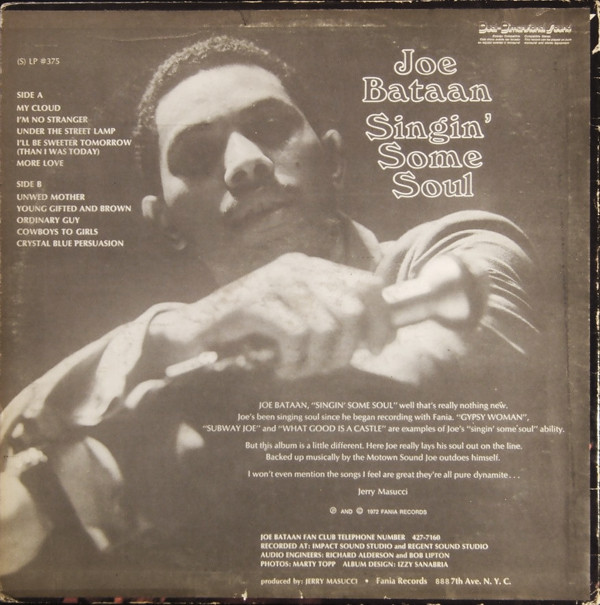 (S) LP #375
SIDE A
MY CLOUD
I'M NO STRANGER
UNDER THE STREET LAMP
I'LL BE SWEETER TOMORROW
(THAN I WAS TODAY)
MORE LOVE
SIDE B
UNWED MOTHER
YOUNG GIFTED AND BROWN
ORDINARY GUY
COWBOYS TO GIRLS
CRYSTAL BLUE PERSUASION
Joe
Bataan
Singin'
Some
Soul
JOE BATAAN, "SINGIN' SOME SOUL" well that's really nothing new.
Joe's been singing soul since he began recording with Fania. "GYPSY WOMAN",
"SUBWAY JOE" and "WHAT GOOD IS A CASTLE" are examples of Joe's "singin' some soul" ability.
But this album is a little different. Here Joe really lays his soul out on the line.
Backed up musically by the Motown Sound Joe outdoes himself.
I won't even mention the songs I feel are great they're all pure dynamite...
Jerry Masucci
℗ AND © 1972 FANIA RECORDS
JOE BATAAN FAN CLUB TELEPHONE NUMBER 427-7160
RECORDED AT: IMPACT SOUND STUDIO and REGENT SOUND STUDIO
AUDIO ENGINEERS: RICHARD ALDERSON and BOB LIFTON
PHOTOS: MARTY TOPP ALBUM DESIGN: IZZY SANABRIA
produced by: JERRY MASUCCI • Fania Records 888 7th Ave. N. Y. C.